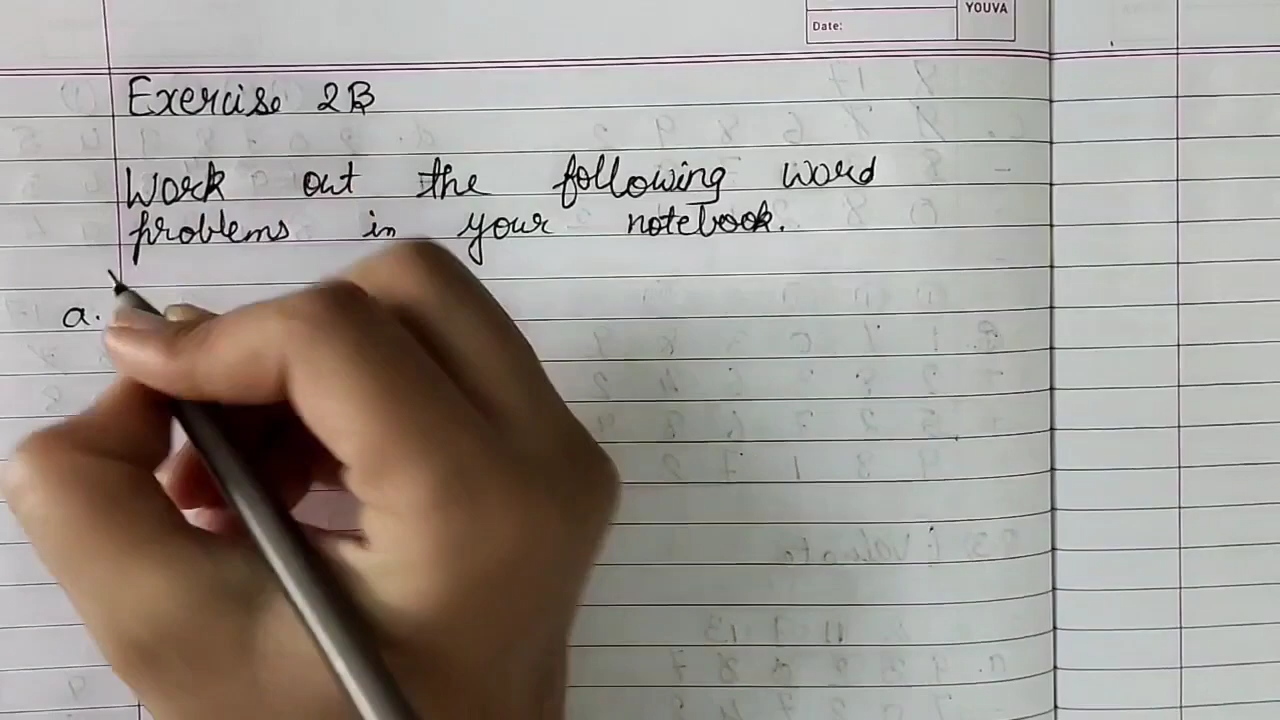 YOUVA
Date:
Exercise 2B
Work out the following word
problems in your notebook.
a.